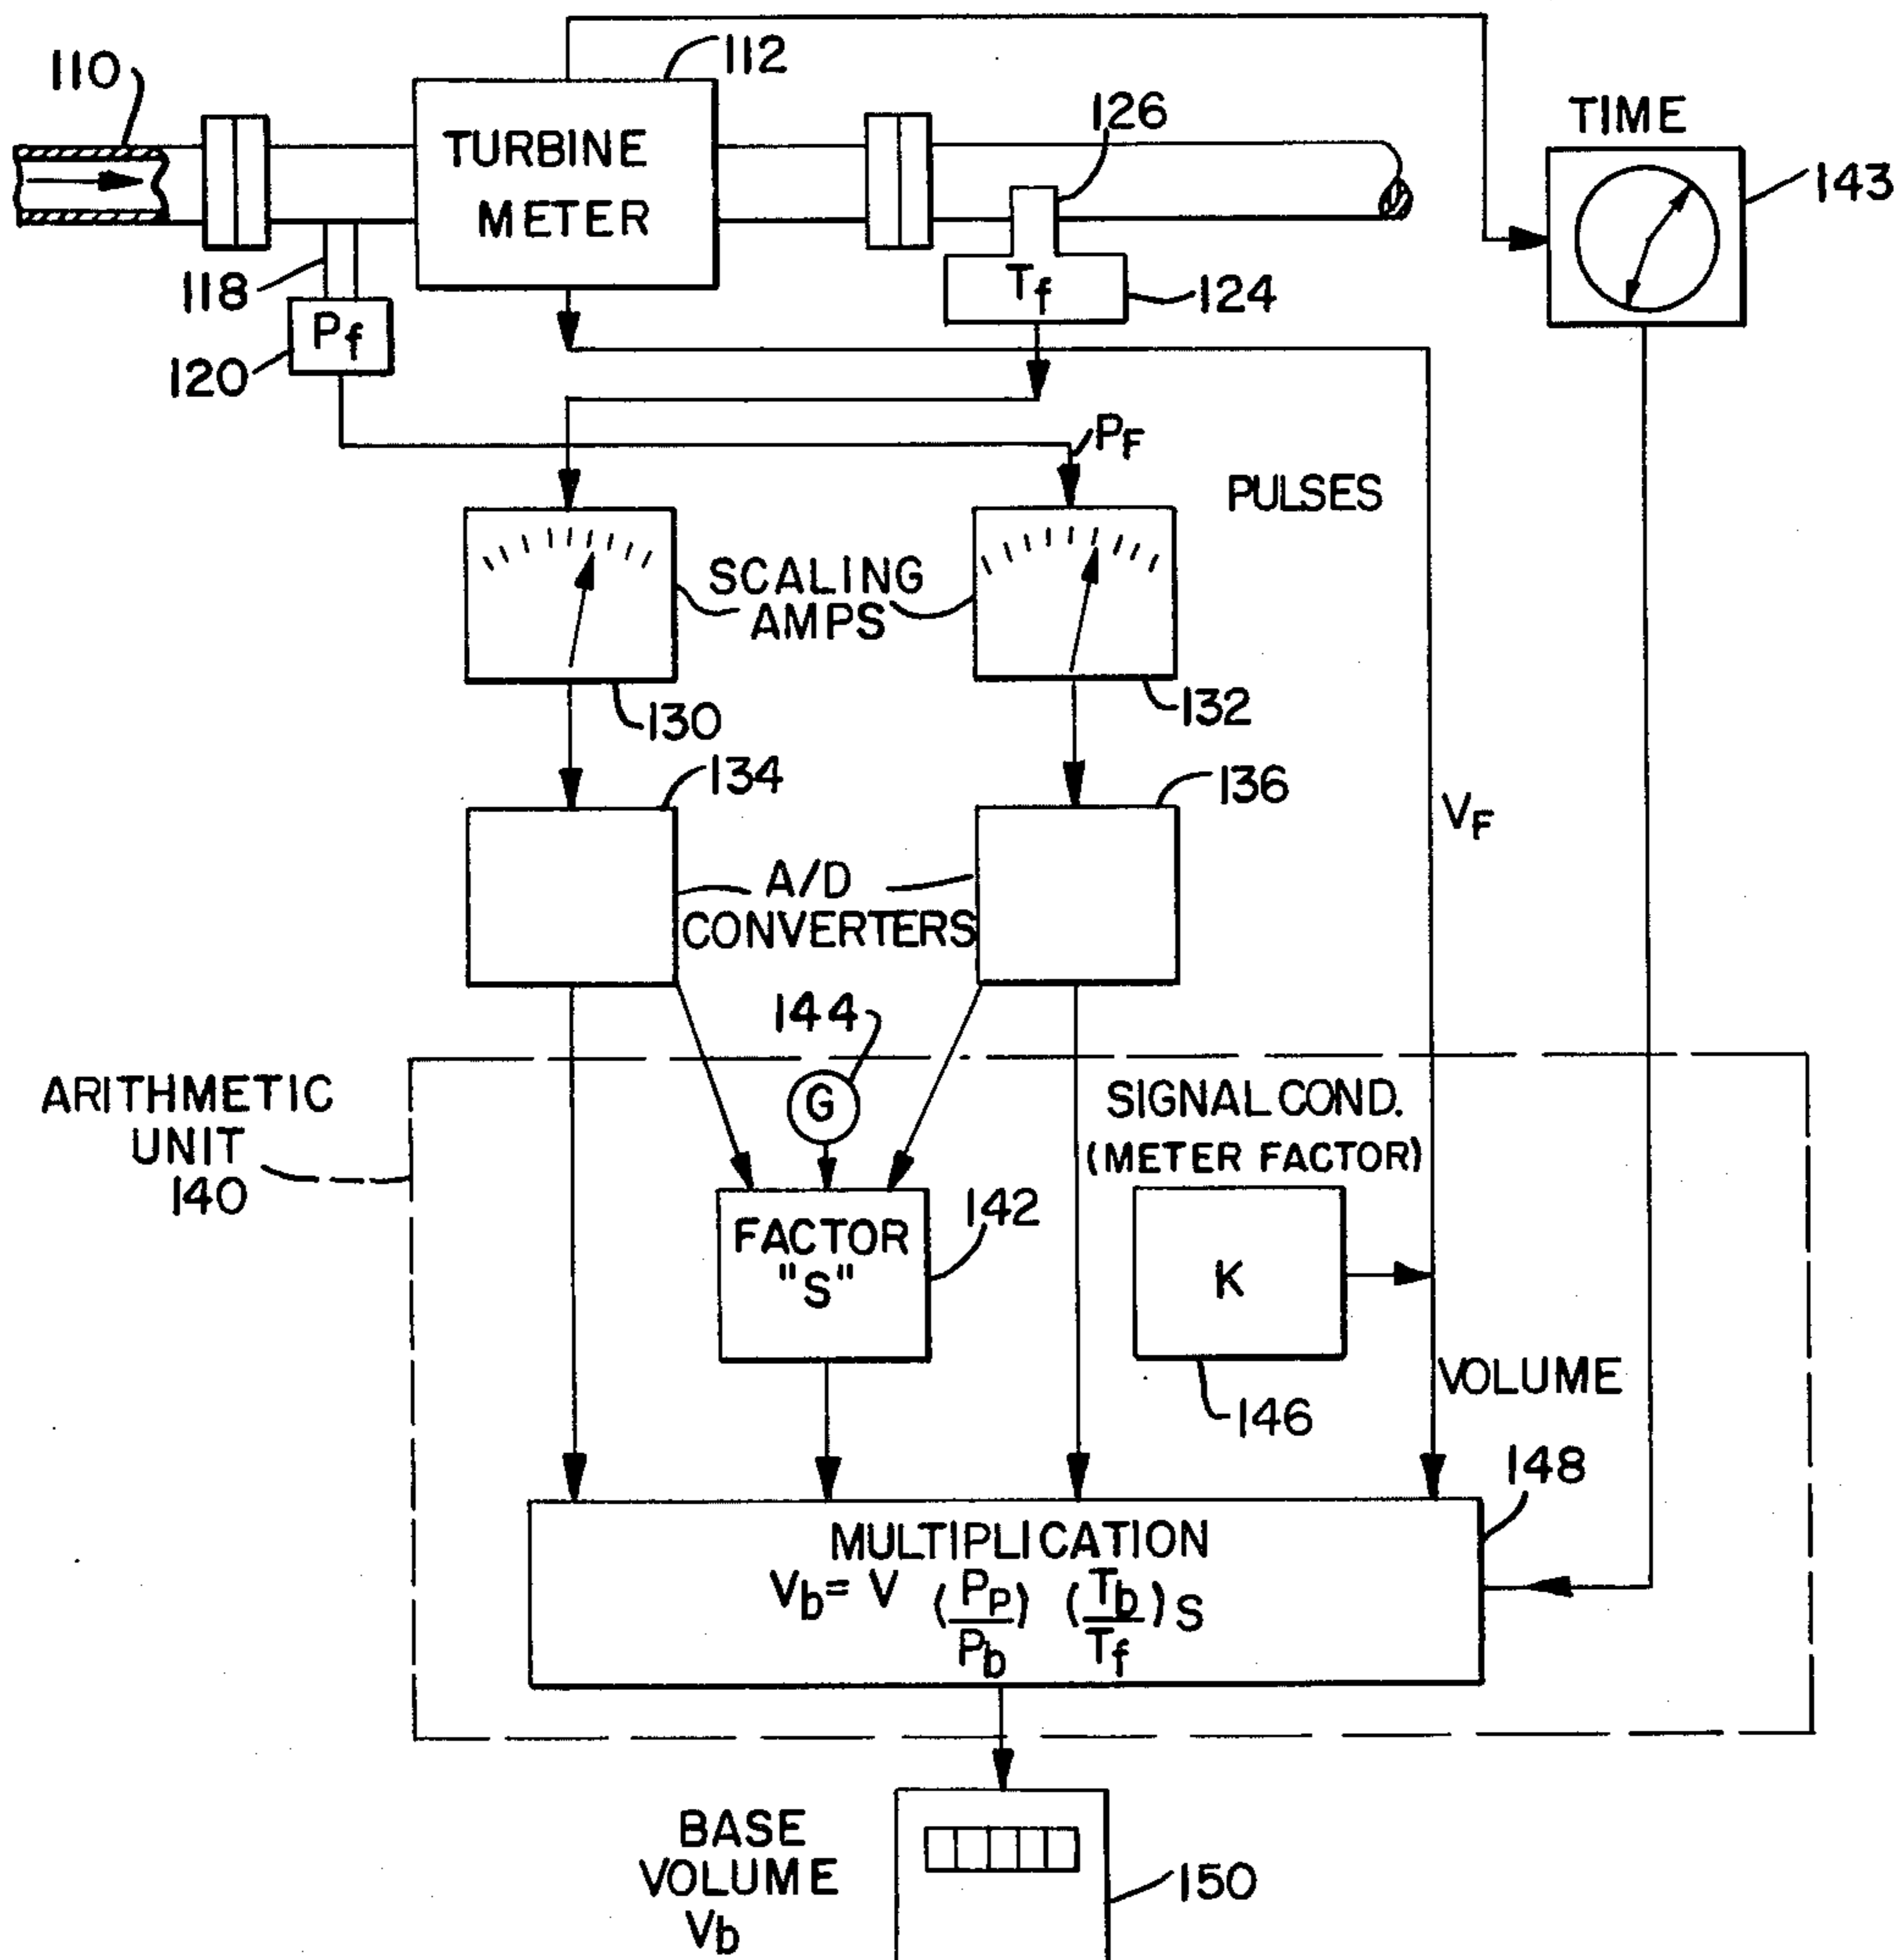 110
112
TURBINE
METER
126
TIME
143
118
Pf
120
Tf
124
PF
PULSES
SCALING
AMPS
130
132
134
136
VF
A/D
CONVERTERS
144
G
ARITHMETIC
UNIT
140
SIGNAL COND.
(METER FACTOR)
FACTOR
"S"
142
K
146
VOLUME
148
MULTIPLICATION
Vb = V (Pp/Pb) (Tb/Tf) S
BASE
VOLUME
Vb
150